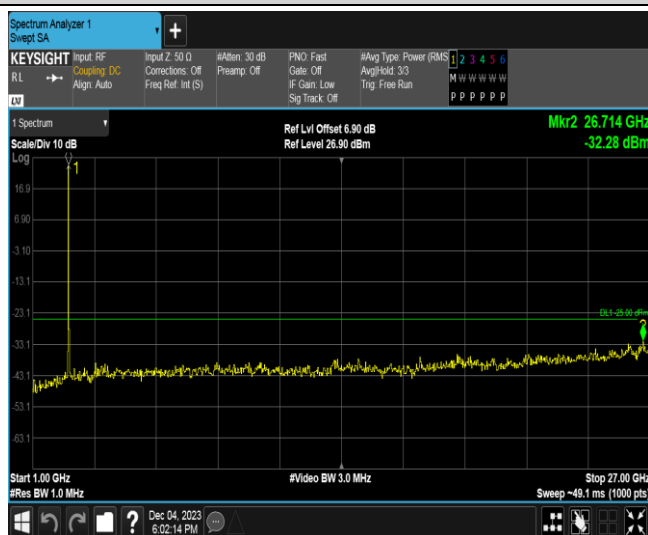 Spectrum Analyzer 1
Swept SA
KEYSIGHT
RL
LXI
Input: RF
Coupling: DC
Align: Auto
Input Z: 50 Ω
Corrections: Off
Freq Ref: Int (S)
#Atten: 30 dB
Preamp: Off
PNO: Fast
Gate: Off
IF Gain: Low
Sig Track: Off
#Avg Type: Power (RMS
Avg|Hold: 3/3
Trig: Free Run
1 2 3 4 5 6
M W W W W W
P P P P P P
1 Spectrum
Scale/Div 10 dB
Ref Lvl Offset 6.90 dB
Ref Level 26.90 dBm
Mkr2 26.714 GHz
-32.28 dBm
Log
1
16.9
6.90
-3.10
-13.1
-23.1
DL1 -25.00 dBm
2
-33.1
-43.1
-53.1
-63.1
Start 1.00 GHz
#Res BW 1.0 MHz
#Video BW 3.0 MHz
Stop 27.00 GHz
Sweep ~49.1 ms (1000 pts)
?
Dec 04, 2023
6:02:14 PM